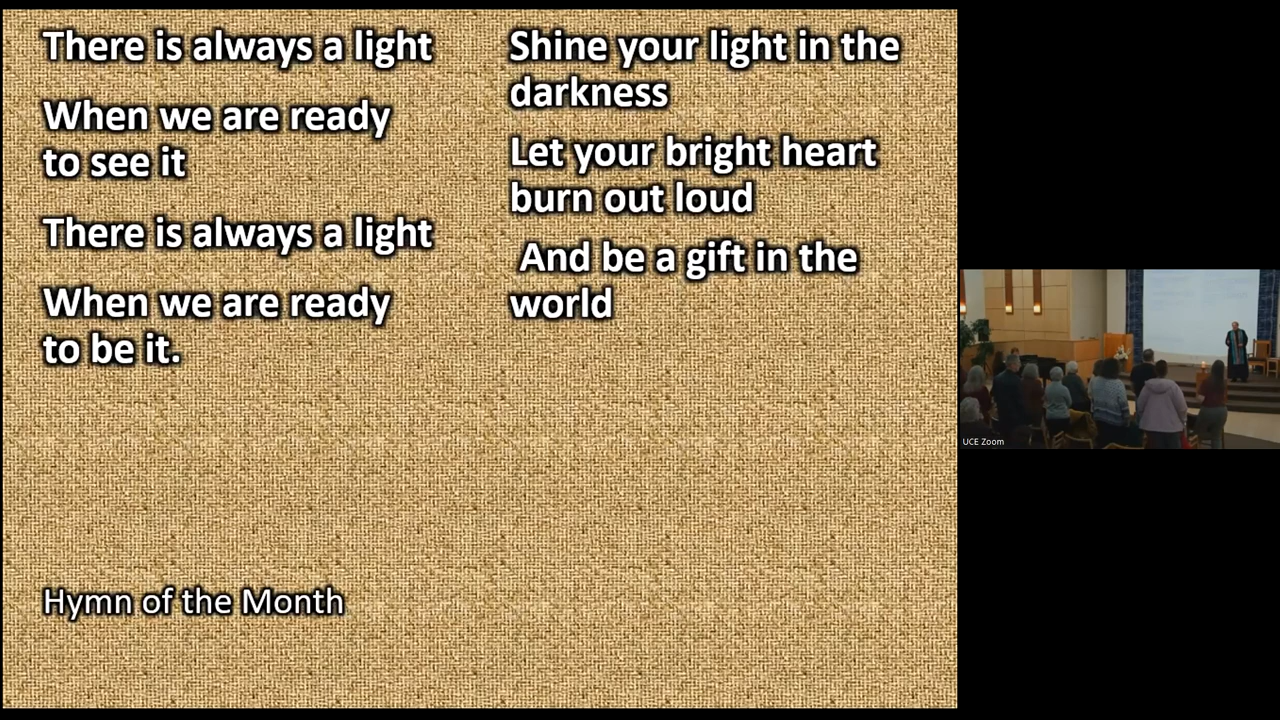 There is always a light
When we are ready
to see it
There is always a light
When we are ready
to be it.
Shine your light in the
darkness
Let your bright heart
burn out loud
And be a gift in the
world
Hymn of the Month
UCE Zoom